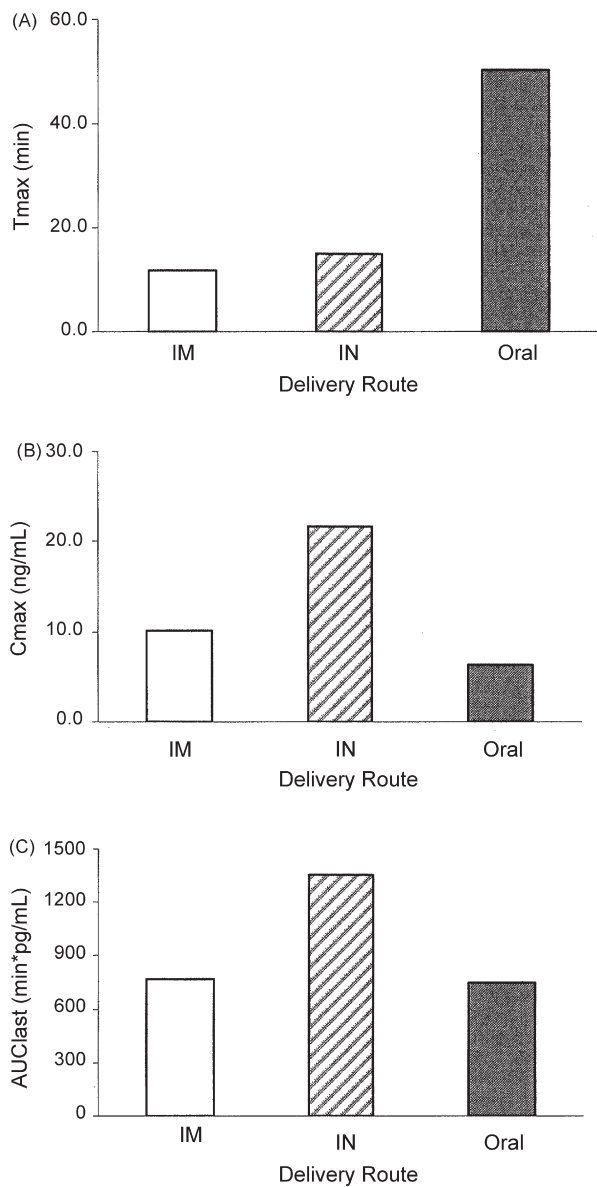 (A) 60.0
40.0
20.0
0.0
Tmax (min)
IM IN Oral
Delivery Route
(B) 30.0
20.0
10.0
0.0
Cmax (ng/mL)
IM IN Oral
Delivery Route
(C) 1500
1200
900
600
300
0
AUClast (min*pg/mL)
IM IN Oral
Delivery Route